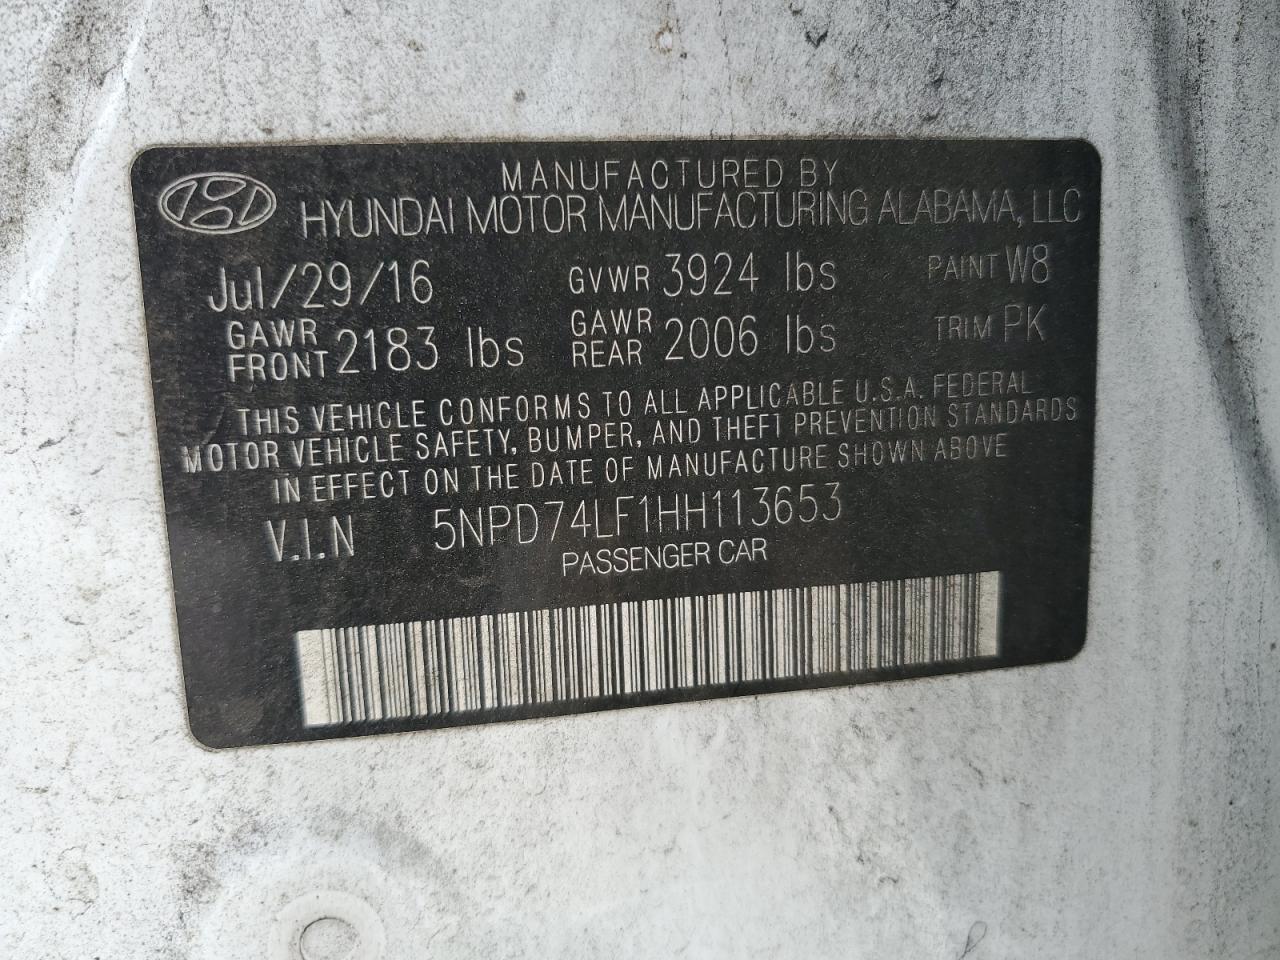 MANUFACTURED BY
HYUNDAI MOTOR MANUFACTURING ALABAMA, LLC
Jul/29/16 GVWR 3924 lbs PAINT W8
GAWR FRONT 2183 lbs GAWR REAR 2006 lbs TRIM PK
THIS VEHICLE CONFORMS TO ALL APPLICABLE U.S.A. FEDERAL
MOTOR VEHICLE SAFETY, BUMPER, AND THEFT PREVENTION STANDARDS
IN EFFECT ON THE DATE OF MANUFACTURE SHOWN ABOVE
V.I.N 5NPD74LF1HH113653
PASSENGER CAR